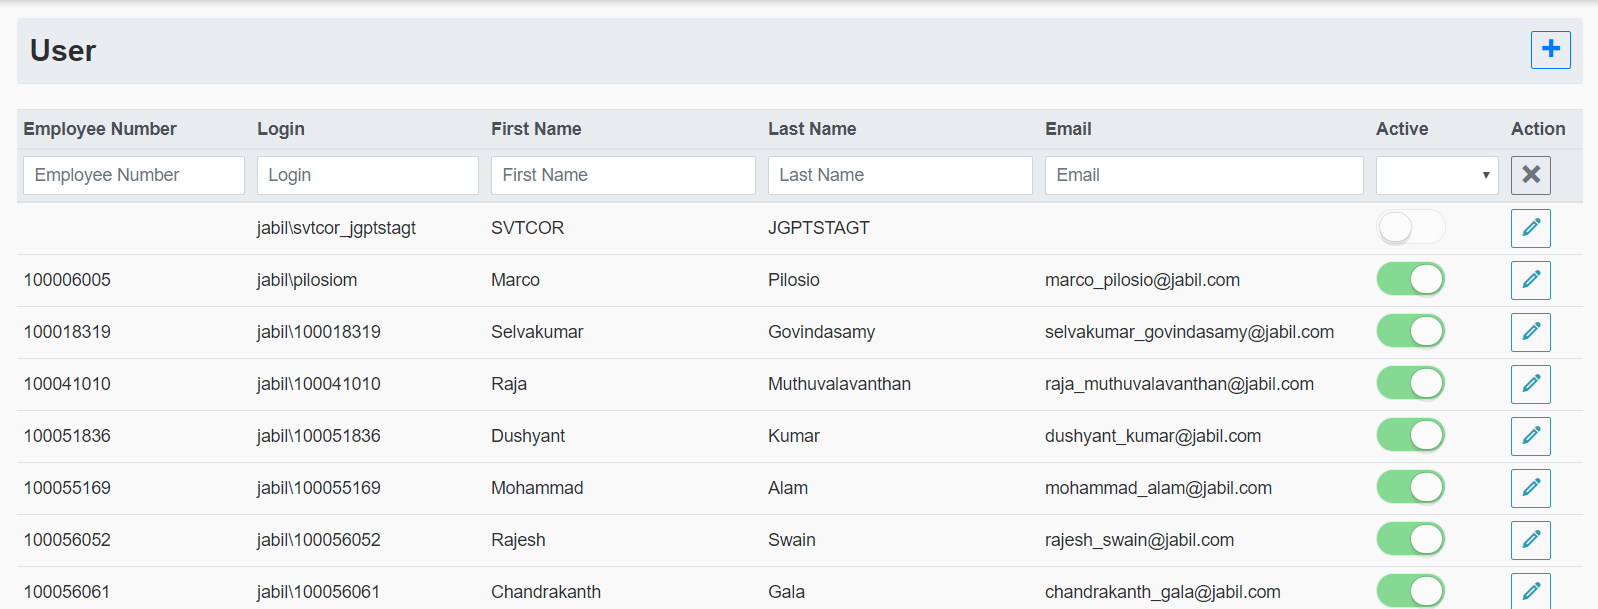 User
Employee Number Login First Name Last Name Email Active Action
Employee Number Login First Name Last Name Email
jabil\svtcor_jgptstagt SVTCOR JGPTSTAGT
100006005 jabil\pilosiom Marco Pilosio marco_pilosio@jabil.com
100018319 jabil\100018319 Selvakumar Govindasamy selvakumar_govindasamy@jabil.com
100041010 jabil\100041010 Raja Muthuvalavanthan raja_muthuvalavanthan@jabil.com
100051836 jabil\100051836 Dushyant Kumar dushyant_kumar@jabil.com
100055169 jabil\100055169 Mohammad Alam mohammad_alam@jabil.com
100056052 jabil\100056052 Rajesh Swain rajesh_swain@jabil.com
100056061 jabil\100056061 Chandrakanth Gala chandrakanth_gala@jabil.com